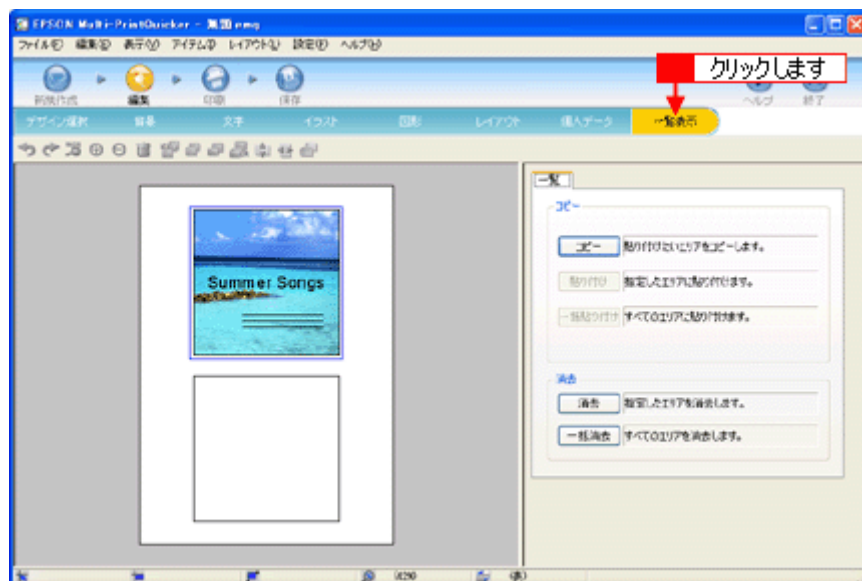 EPSON Multi-PrintQuicker - 無題.emq
ファイル(F) 編集(E) 表示(V) アイテム(I) レイアウト(L) 設定(P) ヘルプ(H)
クリックします
新規作成 編集 印刷 保存 ヘルプ 終了
デザイン選択 背景 文字 イラスト 図形 レイアウト 個人データ 一覧表示
一覧
コピー
コピー 貼り付けたいエリアをコピーします。
貼り付け 指定したエリアに貼り付けます。
一括貼り付け すべてのエリアに貼り付けます。
Summer Songs
消去
消去 指定したエリアを消去します。
一括消去 すべてのエリアを消去します。